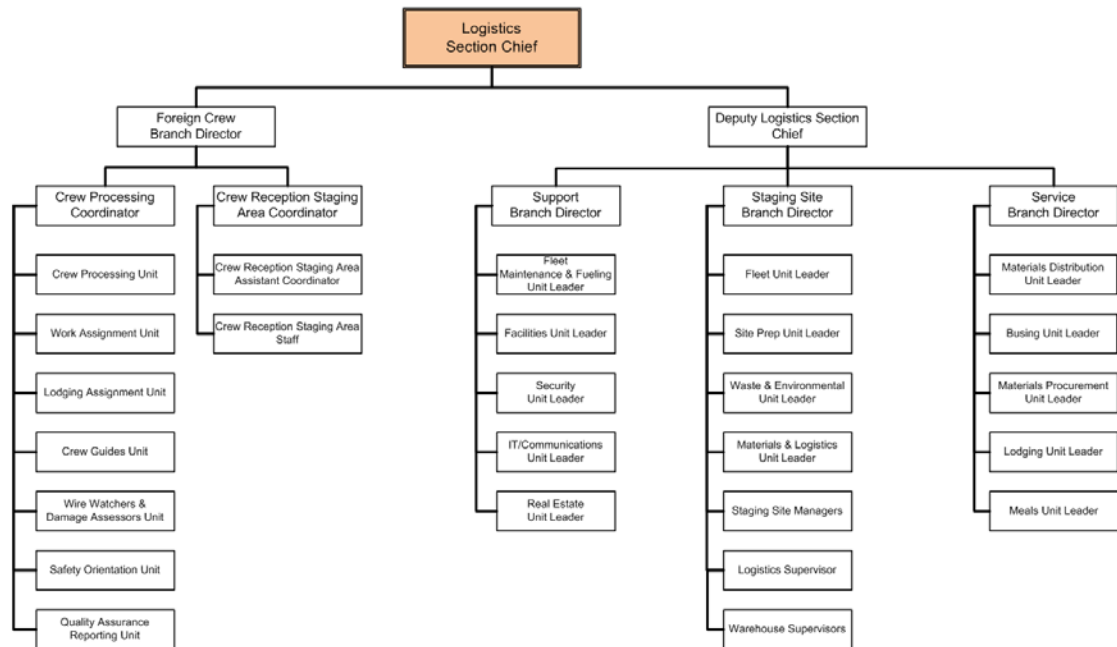 Logistics
Section Chief
Foreign Crew
Branch Director
Deputy Logistics Section
Chief
Crew Processing
Coordinator
Crew Reception Staging
Area Coordinator
Support
Branch Director
Staging Site
Branch Director
Service
Branch Director
Crew Processing Unit
Work Assignment Unit
Lodging Assignment Unit
Crew Guides Unit
Wire Watchers &
Damage Assessors Unit
Safety Orientation Unit
Quality Assurance
Reporting Unit
Crew Reception Staging Area
Assistant Coordinator
Crew Reception Staging Area
Staff
Fleet
Maintenance & Fueling
Unit Leader
Facilities Unit Leader
Security
Unit Leader
IT/Communications
Unit Leader
Real Estate
Unit Leader
Fleet Unit Leader
Site Prep Unit Leader
Waste & Environmental
Unit Leader
Materials & Logistics
Unit Leader
Staging Site Managers
Logistics Supervisor
Warehouse Supervisors
Materials Distribution
Unit Leader
Busing Unit Leader
Materials Procurement
Unit Leader
Lodging Unit Leader
Meals Unit Leader